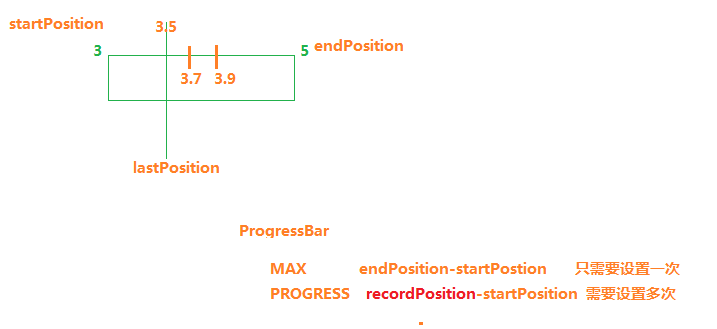 startPosition 3.5
3 5 endPosition
3.7 3.9
lastPosition
ProgressBar
MAX endPosition-startPostion 只需要设置一次
PROGRESS recordPosition-startPosition 需要设置多次